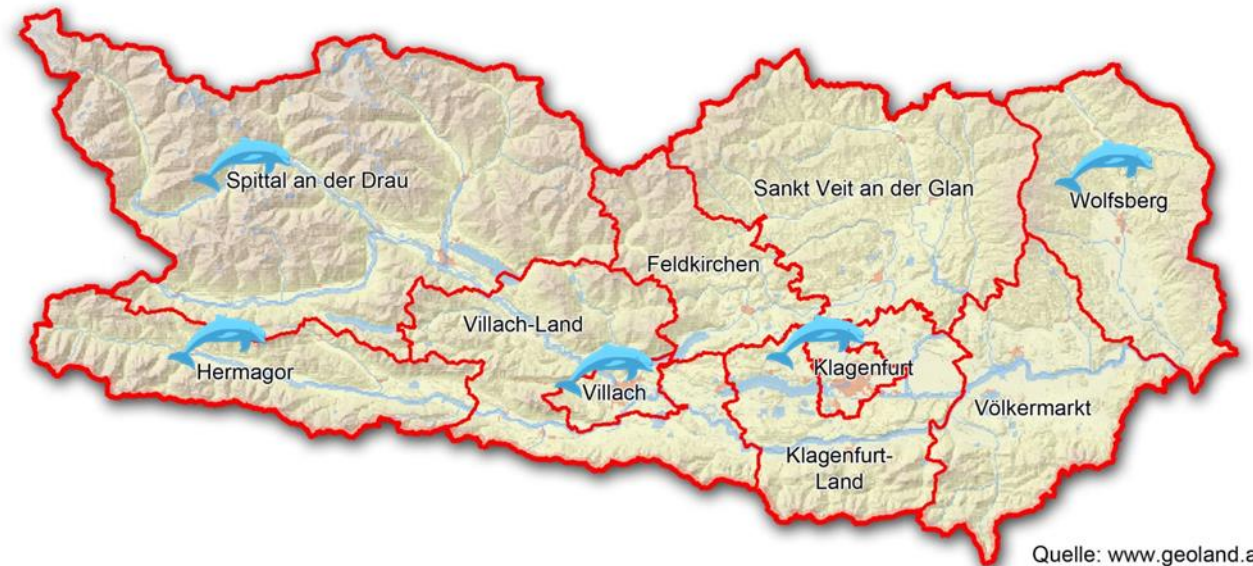 Spittal an der Drau
Sankt Veit an der Glan
Wolfsberg
Feldkirchen
Villach-Land
Hermagor
Villach
Klagenfurt
Völkermarkt
Klagenfurt-
Land
Quelle: www.geoland.a